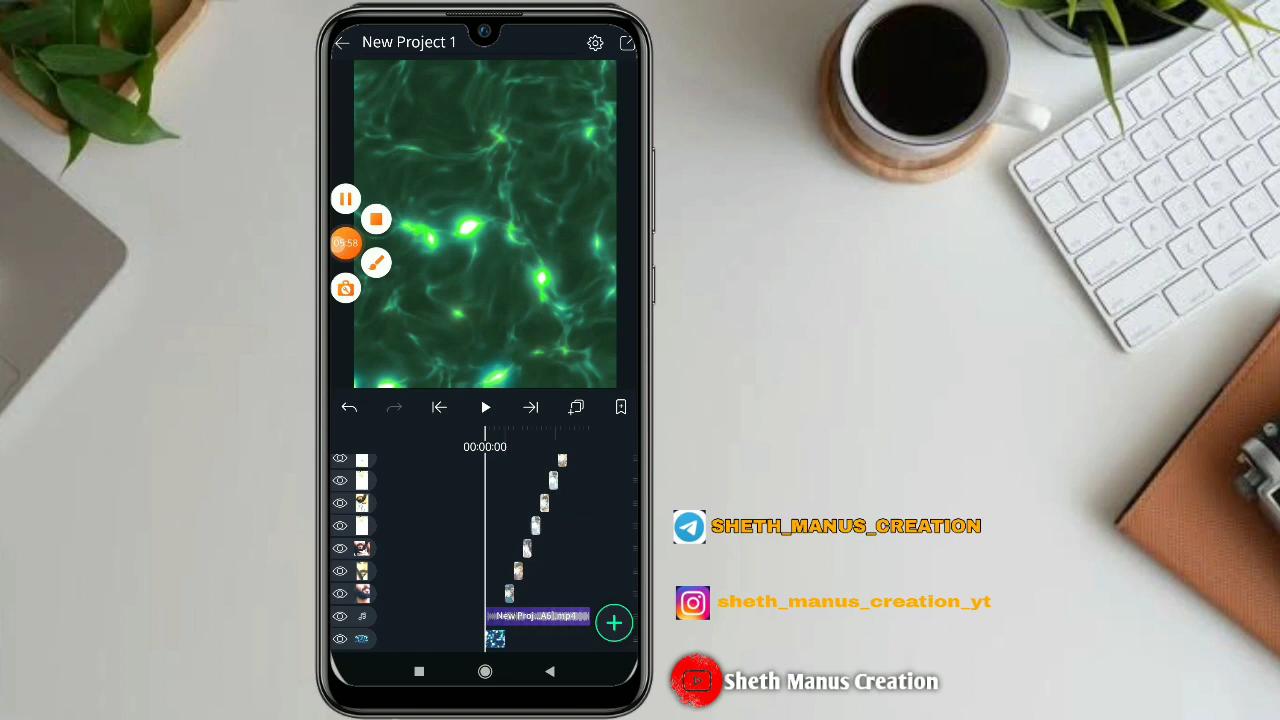 New Project 1
05:58
00:00:00
New Proj...A6].mp4
SHETH_MANUS_CREATION
sheth_manus_creation_yt
Sheth Manus Creation